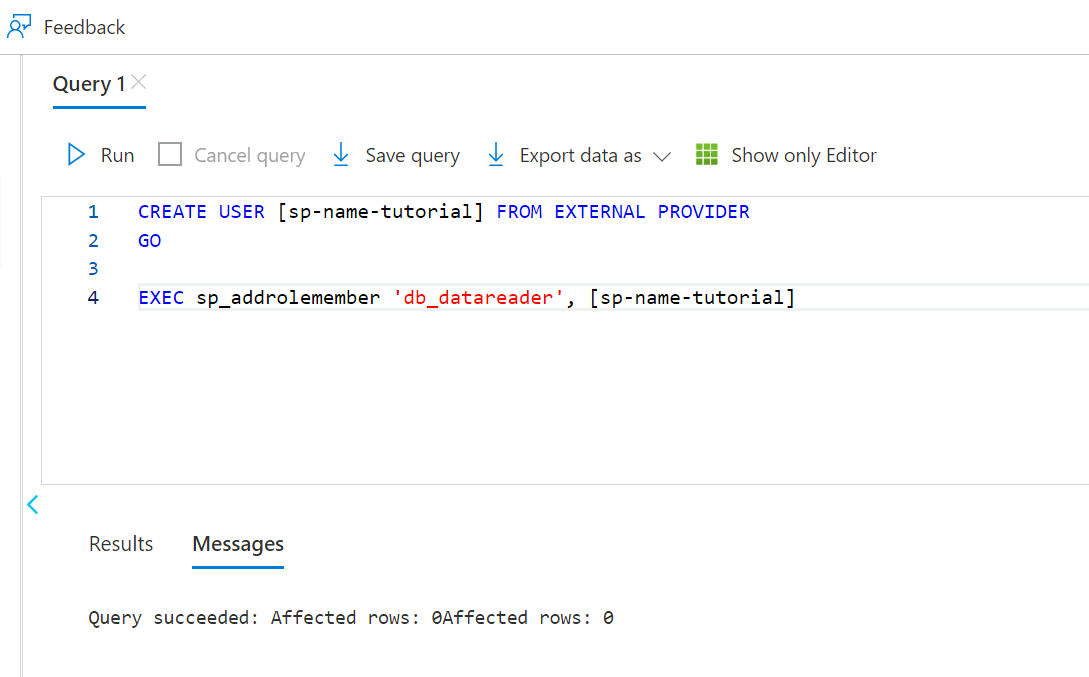 Feedback
Query 1
Run Cancel query Save query Export data as Show only Editor
1 CREATE USER [sp-name-tutorial] FROM EXTERNAL PROVIDER
2 GO
3
4 EXEC sp_addrolemember 'db_datareader', [sp-name-tutorial]
Results Messages
Query succeeded: Affected rows: 0Affected rows: 0